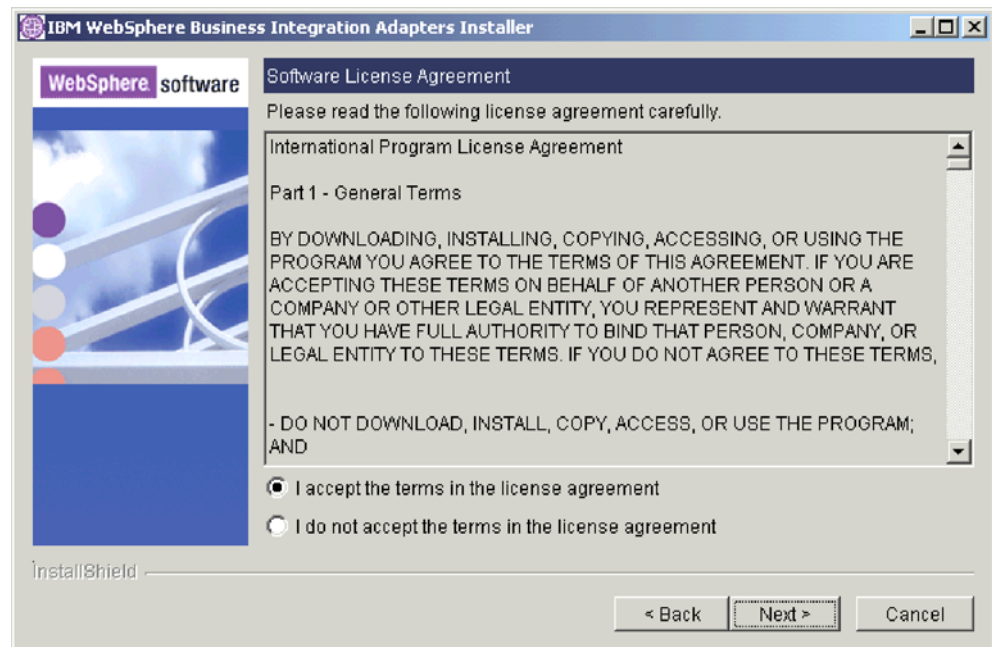 IBM WebSphere Business Integration Adapters Installer
WebSphere. software
Software License Agreement
Please read the following license agreement carefully.
International Program License Agreement
Part 1 - General Terms
BY DOWNLOADING, INSTALLING, COPYING, ACCESSING, OR USING THE
PROGRAM YOU AGREE TO THE TERMS OF THIS AGREEMENT. IF YOU ARE
ACCEPTING THESE TERMS ON BEHALF OF ANOTHER PERSON OR A
COMPANY OR OTHER LEGAL ENTITY, YOU REPRESENT AND WARRANT
THAT YOU HAVE FULL AUTHORITY TO BIND THAT PERSON, COMPANY, OR
LEGAL ENTITY TO THESE TERMS. IF YOU DO NOT AGREE TO THESE TERMS,
- DO NOT DOWNLOAD, INSTALL, COPY, ACCESS, OR USE THE PROGRAM;
AND
I accept the terms in the license agreement
I do not accept the terms in the license agreement
InstallShield
< Back
Next >
Cancel